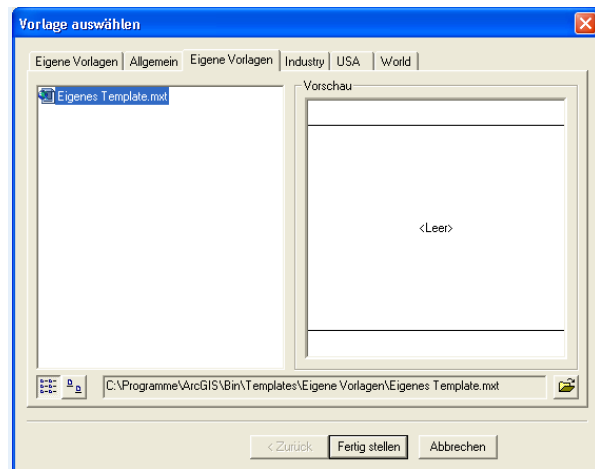 Vorlage auswählen
Eigene Vorlagen Allgemein Eigene Vorlagen Industry USA World
Eigenes Template.mxt
Vorschau
<Leer>
C:\Programme\ArcGIS\Bin\Templates\Eigene Vorlagen\Eigenes Template.mxt
< Zurück Fertig stellen Abbrechen